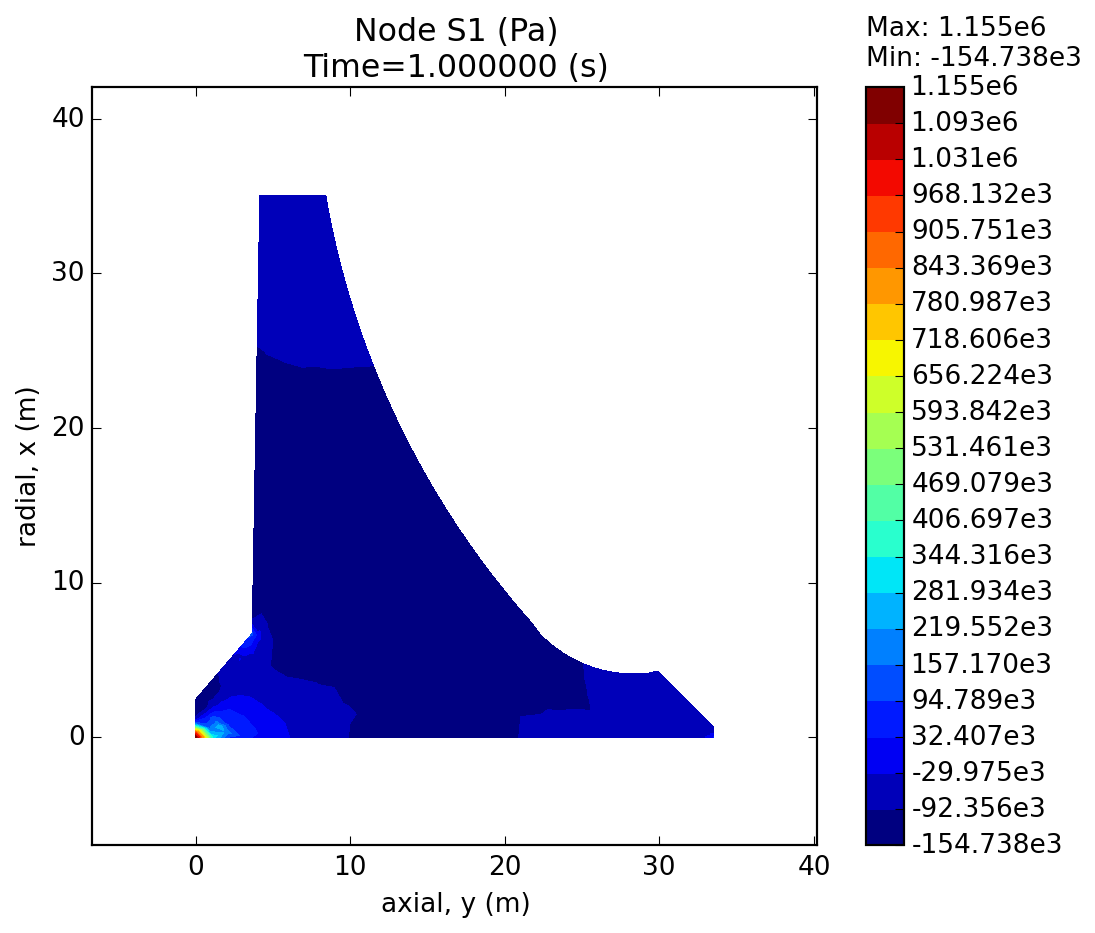 Node S1 (Pa)
Time=1.000000 (s)
Max: 1.155e6
Min: -154.738e3
40
30
20
10
0
radial, x (m)
0 10 20 30 40
axial, y (m)
1.155e6
1.093e6
1.031e6
968.132e3
905.751e3
843.369e3
780.987e3
718.606e3
656.224e3
593.842e3
531.461e3
469.079e3
406.697e3
344.316e3
281.934e3
219.552e3
157.170e3
94.789e3
32.407e3
-29.975e3
-92.356e3
-154.738e3